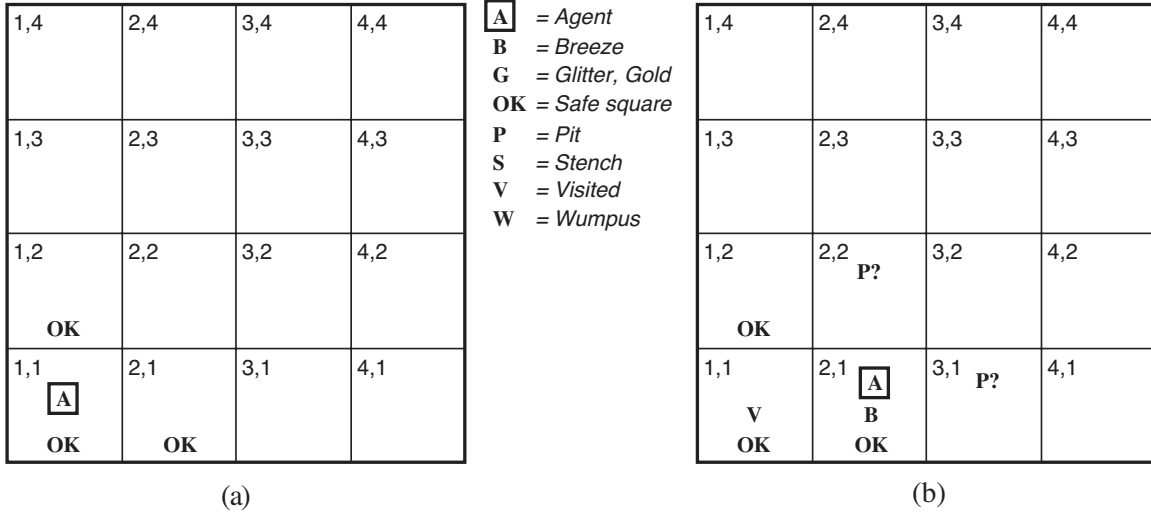 1,4 2,4 3,4 4,4
1,3 2,3 3,3 4,3
1,2 2,2 3,2 4,2
OK
1,1 2,1 3,1 4,1
A
OK OK
(a)
A = Agent
B = Breeze
G = Glitter, Gold
OK = Safe square
P = Pit
S = Stench
V = Visited
W = Wumpus
1,4 2,4 3,4 4,4
1,3 2,3 3,3 4,3
1,2 2,2 3,2 4,2
P?
OK
1,1 2,1 3,1 4,1
A P?
V B
OK OK
(b)